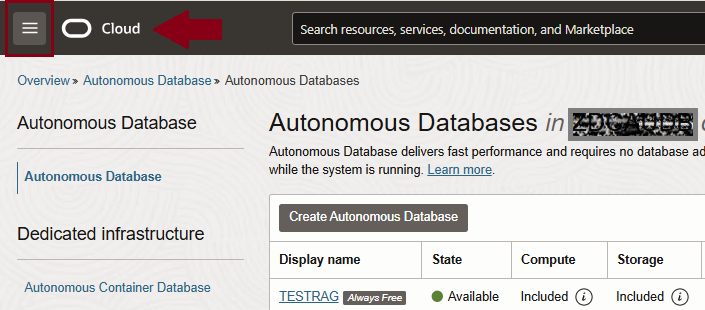 Cloud
Search resources, services, documentation, and Marketplace
Overview » Autonomous Database » Autonomous Databases
Autonomous Database
Autonomous Database
Dedicated infrastructure
Autonomous Container Database
Autonomous Databases in
Autonomous Database delivers fast performance and requires no database ad
while the system is running. Learn more.
Create Autonomous Database
Display name State Compute Storage
TESTRAG Always Free Available Included i Included i